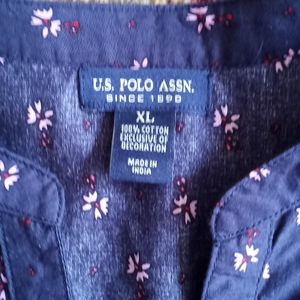 U.S. POLO ASSN.
SINCE 1890
XL
100% COTTON
EXCLUSIVE OF
DECORATION
MADE IN
INDIA